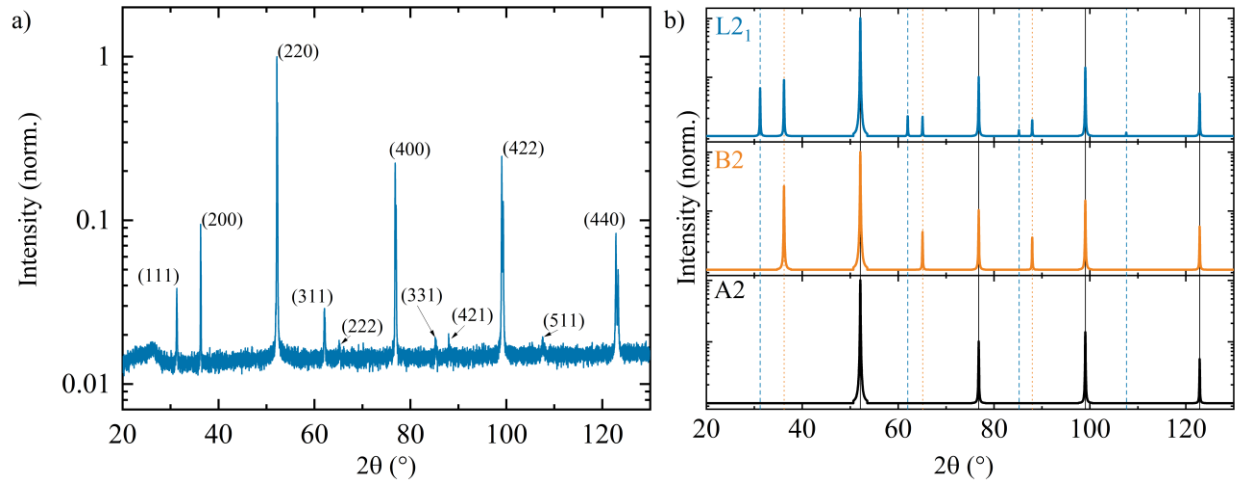 a)
Intensity (norm.)
1
0.1
0.01
(111)
(200)
(220)
(311)
(222)
(400)
(331)
(421)
(422)
(511)
(440)
20 40 60 80 100 120
2θ (°)
b)
Intensity (norm.)
L2₁
B2
A2
20 40 60 80 100 120
2θ (°)